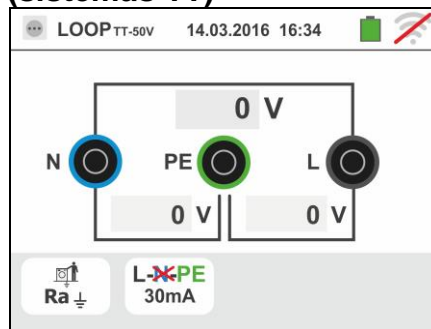 (Sistemas TT)
LOOP TT-50V 14.03.2016 16:34
0 V
N PE L
0 V 0 V
Ra L-N-PE
30mA